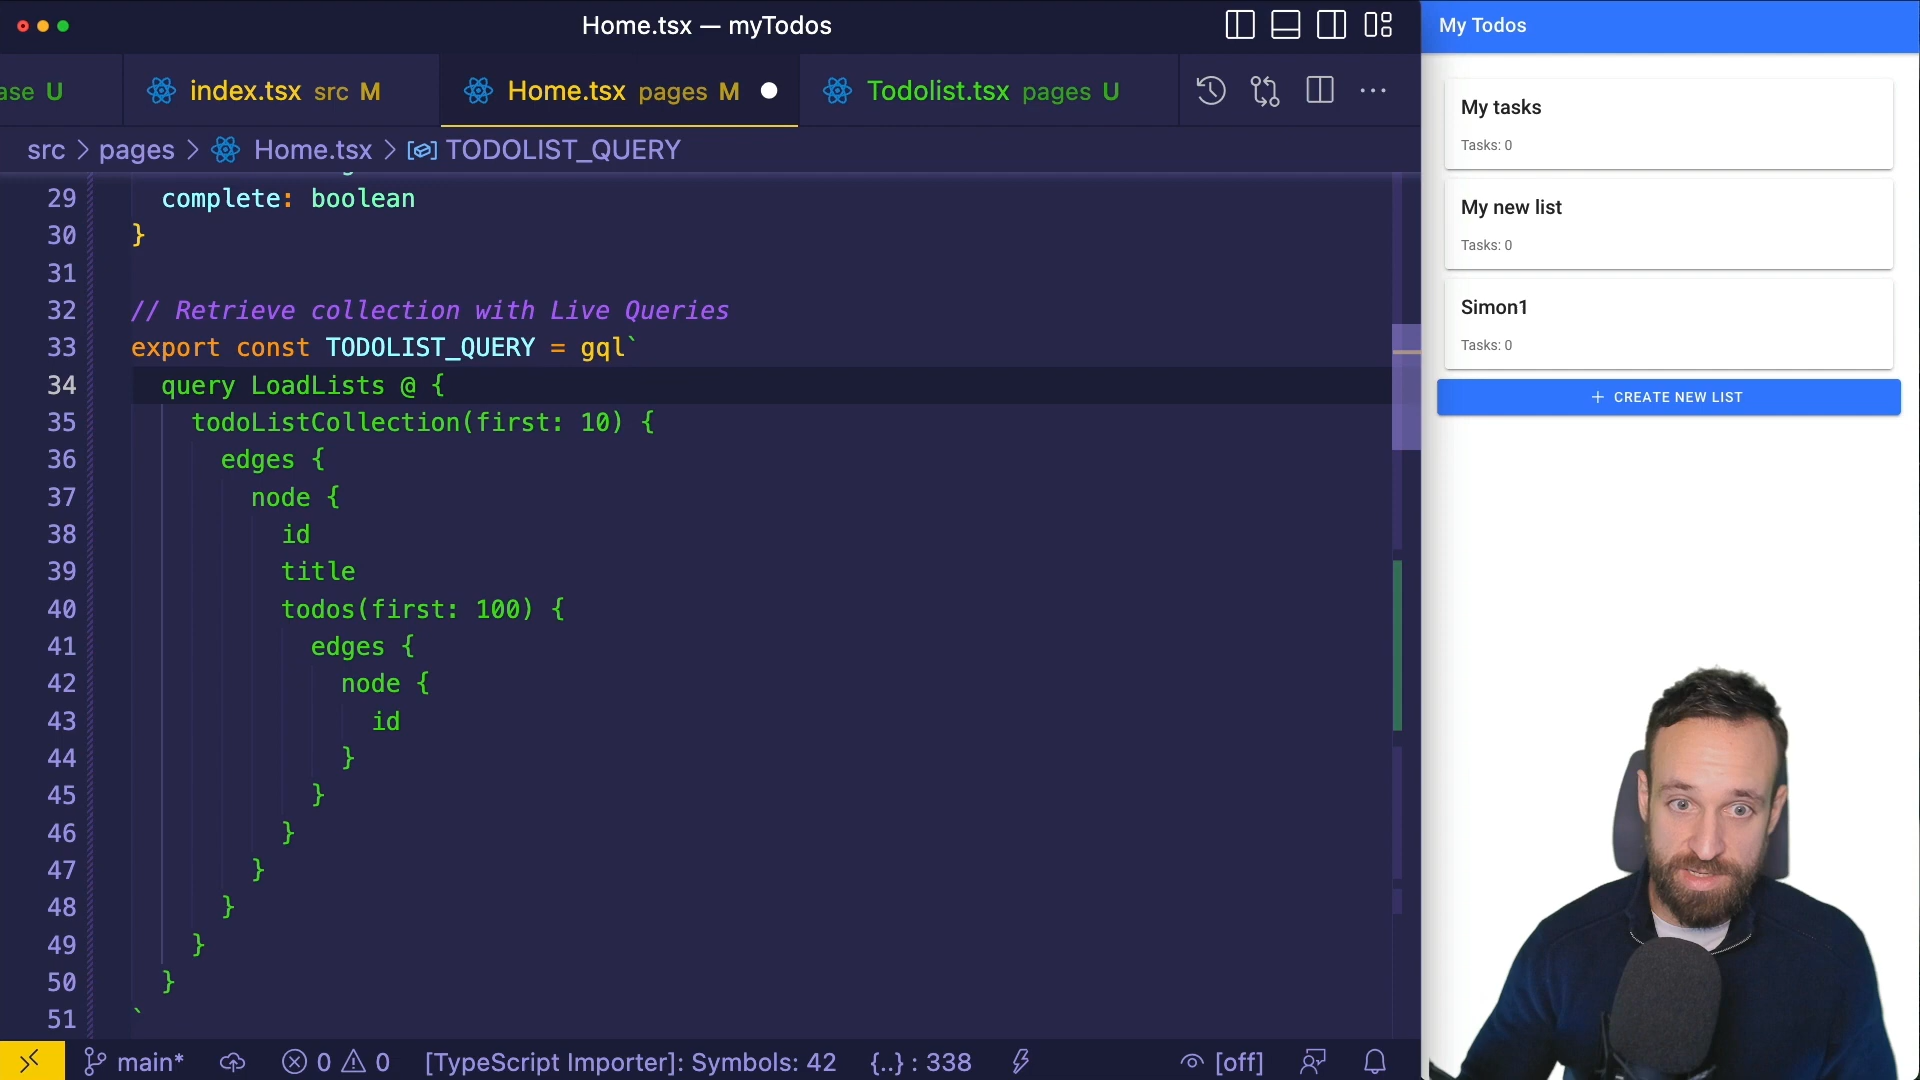 Home.tsx — myTodos
ase U
index.tsx src M
Home.tsx pages M
Todolist.tsx pages U
src > pages > Home.tsx > TODOLIST_QUERY
29 complete: boolean
30 }
31
32 // Retrieve collection with Live Queries
33 export const TODOLIST_QUERY = gql`
34 query LoadLists @ {
35 todoListCollection(first: 10) {
36 edges {
37 node {
38 id
39 title
40 todos(first: 100) {
41 edges {
42 node {
43 id
44 }
45 }
46 }
47 }
48 }
49 }
50 }
51 `
main* 0 0 [TypeScript Importer]: Symbols: 42 {..} : 338 [off]
My Todos
My tasks
Tasks: 0
My new list
Tasks: 0
Simon1
Tasks: 0
+ CREATE NEW LIST